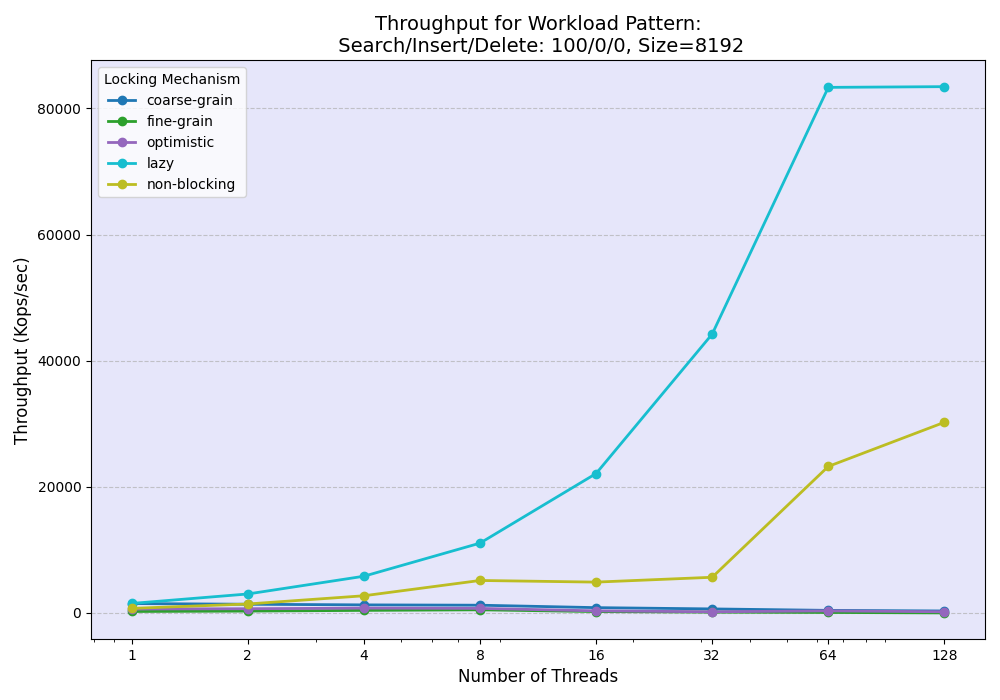 Throughput for Workload Pattern:
Search/Insert/Delete: 100/0/0, Size=8192
Locking Mechanism
coarse-grain
fine-grain
optimistic
lazy
non-blocking
Throughput (Kops/sec)
80000
60000
40000
20000
0
1 2 4 8 16 32 64 128
Number of Threads